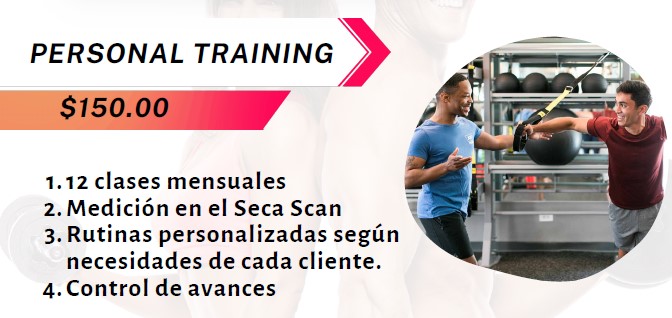 PERSONAL TRAINING
$150.00
1. 12 clases mensuales
2. Medición en el Seca Scan
3. Rutinas personalizadas según
necesidades de cada cliente.
4. Control de avances